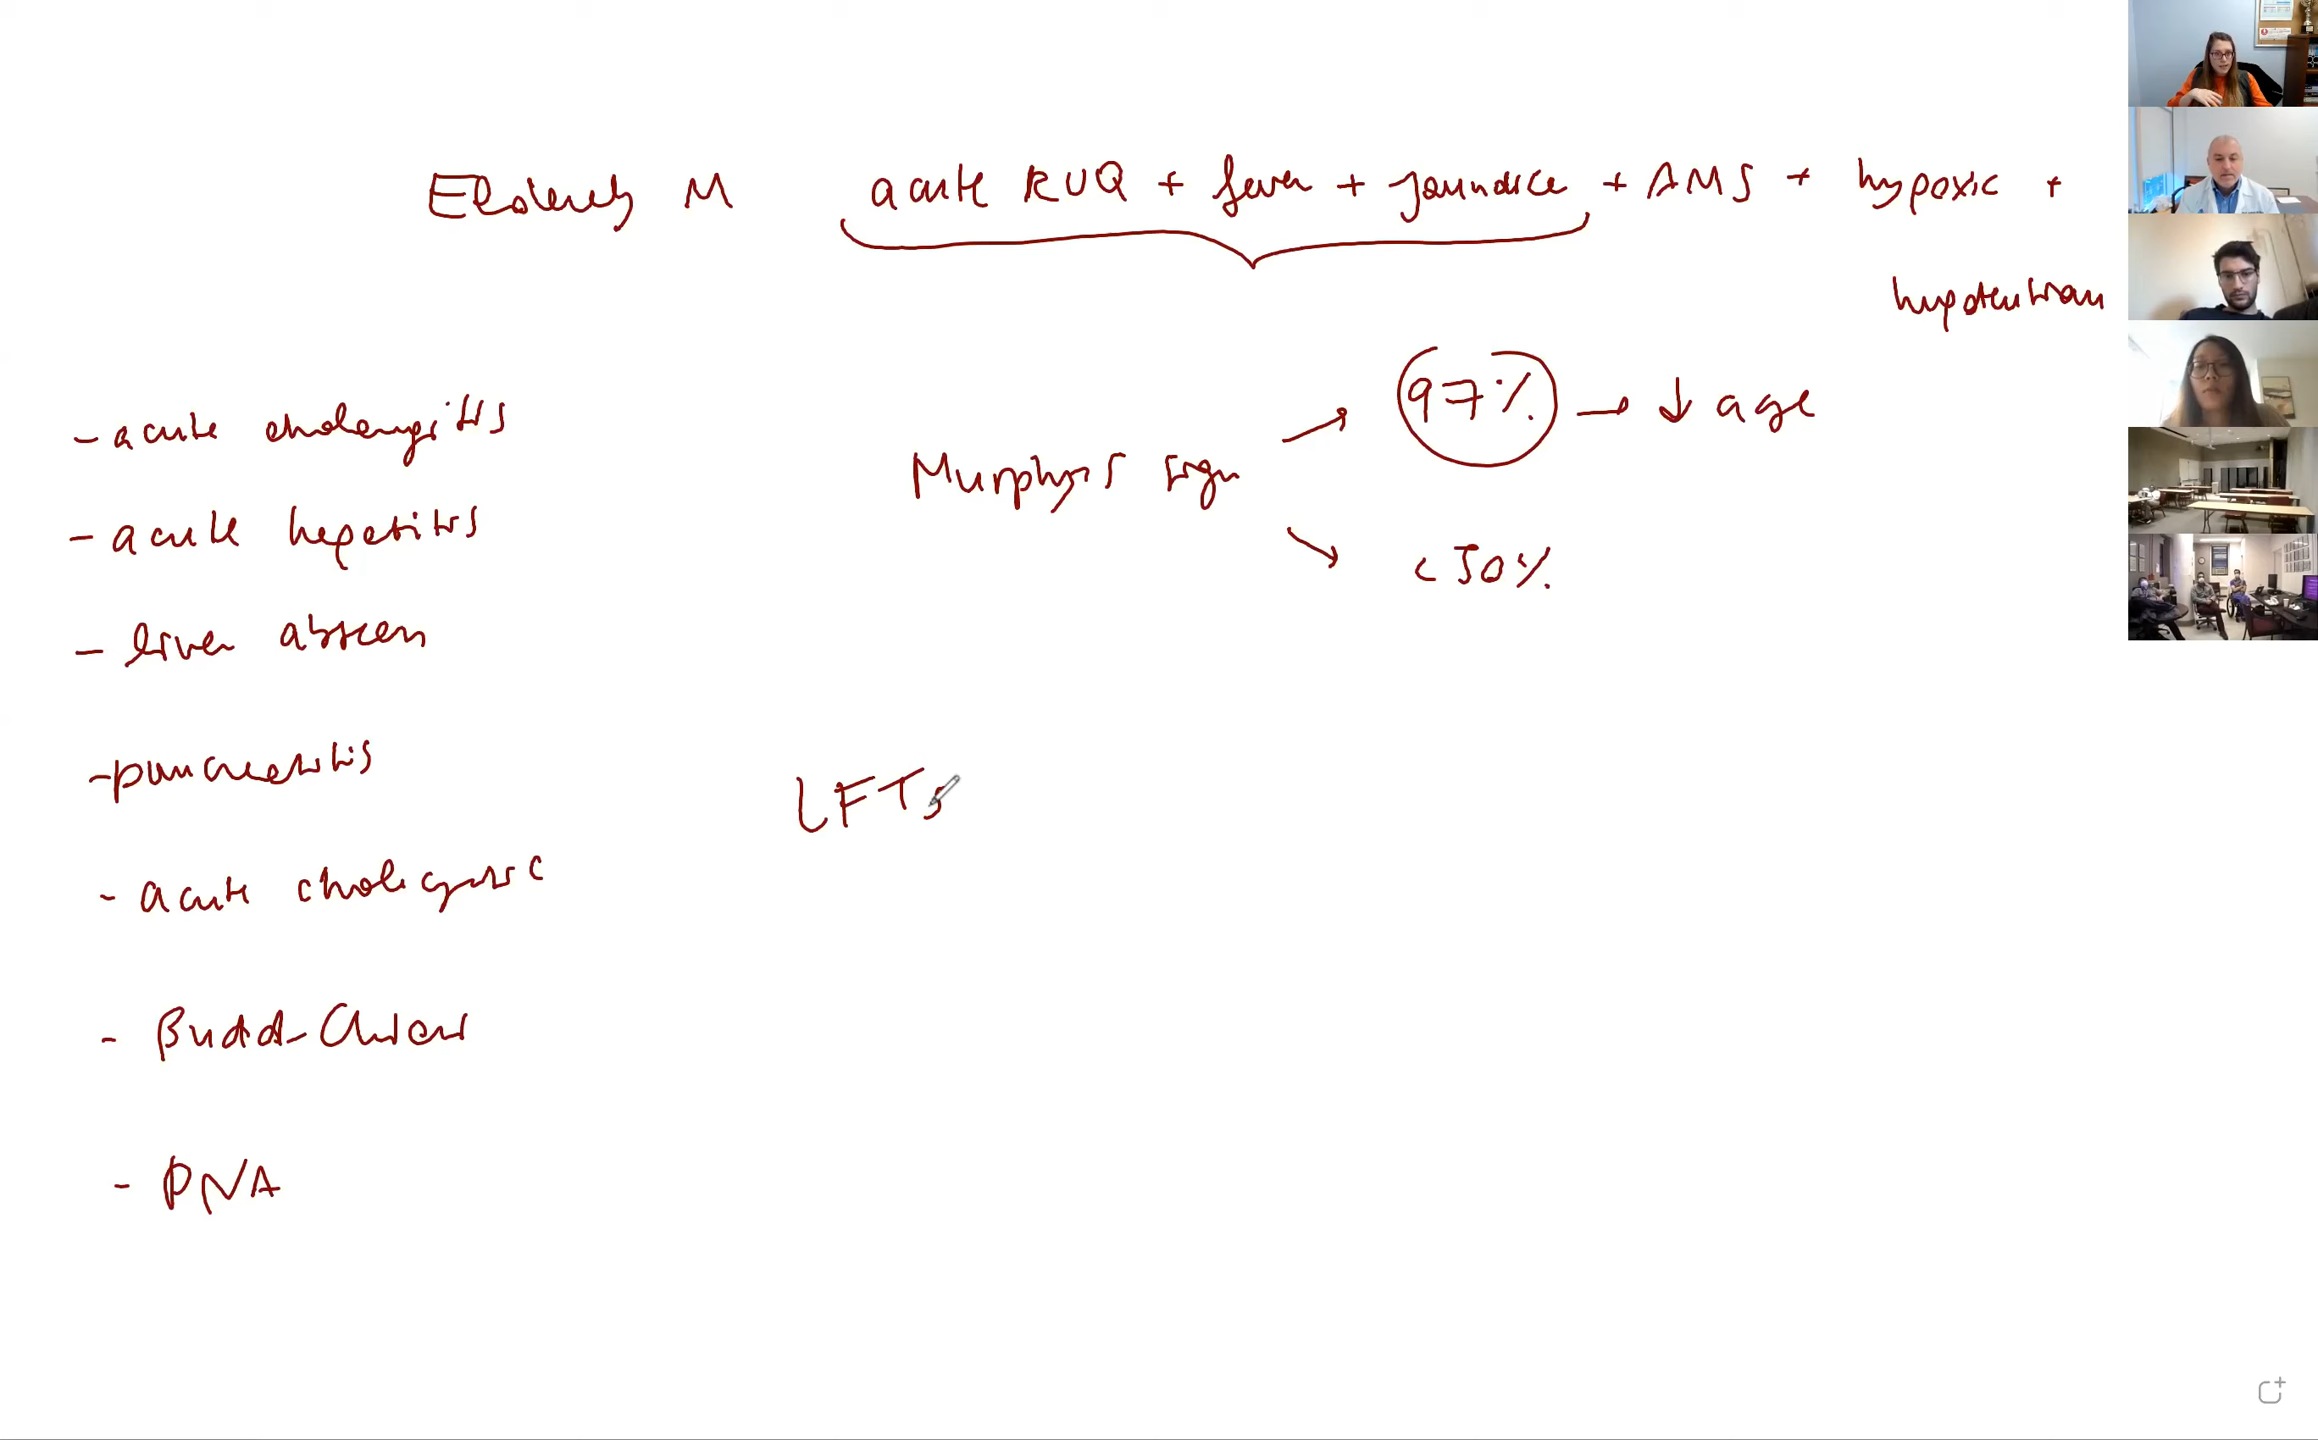 Elderly M acute RUQ + fever + jaundice + AMS + hypoxic +
hypotension
- acute cholangitis
- acute hepatitis
- liver abscess
- pancreatitis
- acute cholecystitis
- Budd-Chiari
- PNA
Murphy's sign
97% → ↓ age
<50%
LFTs